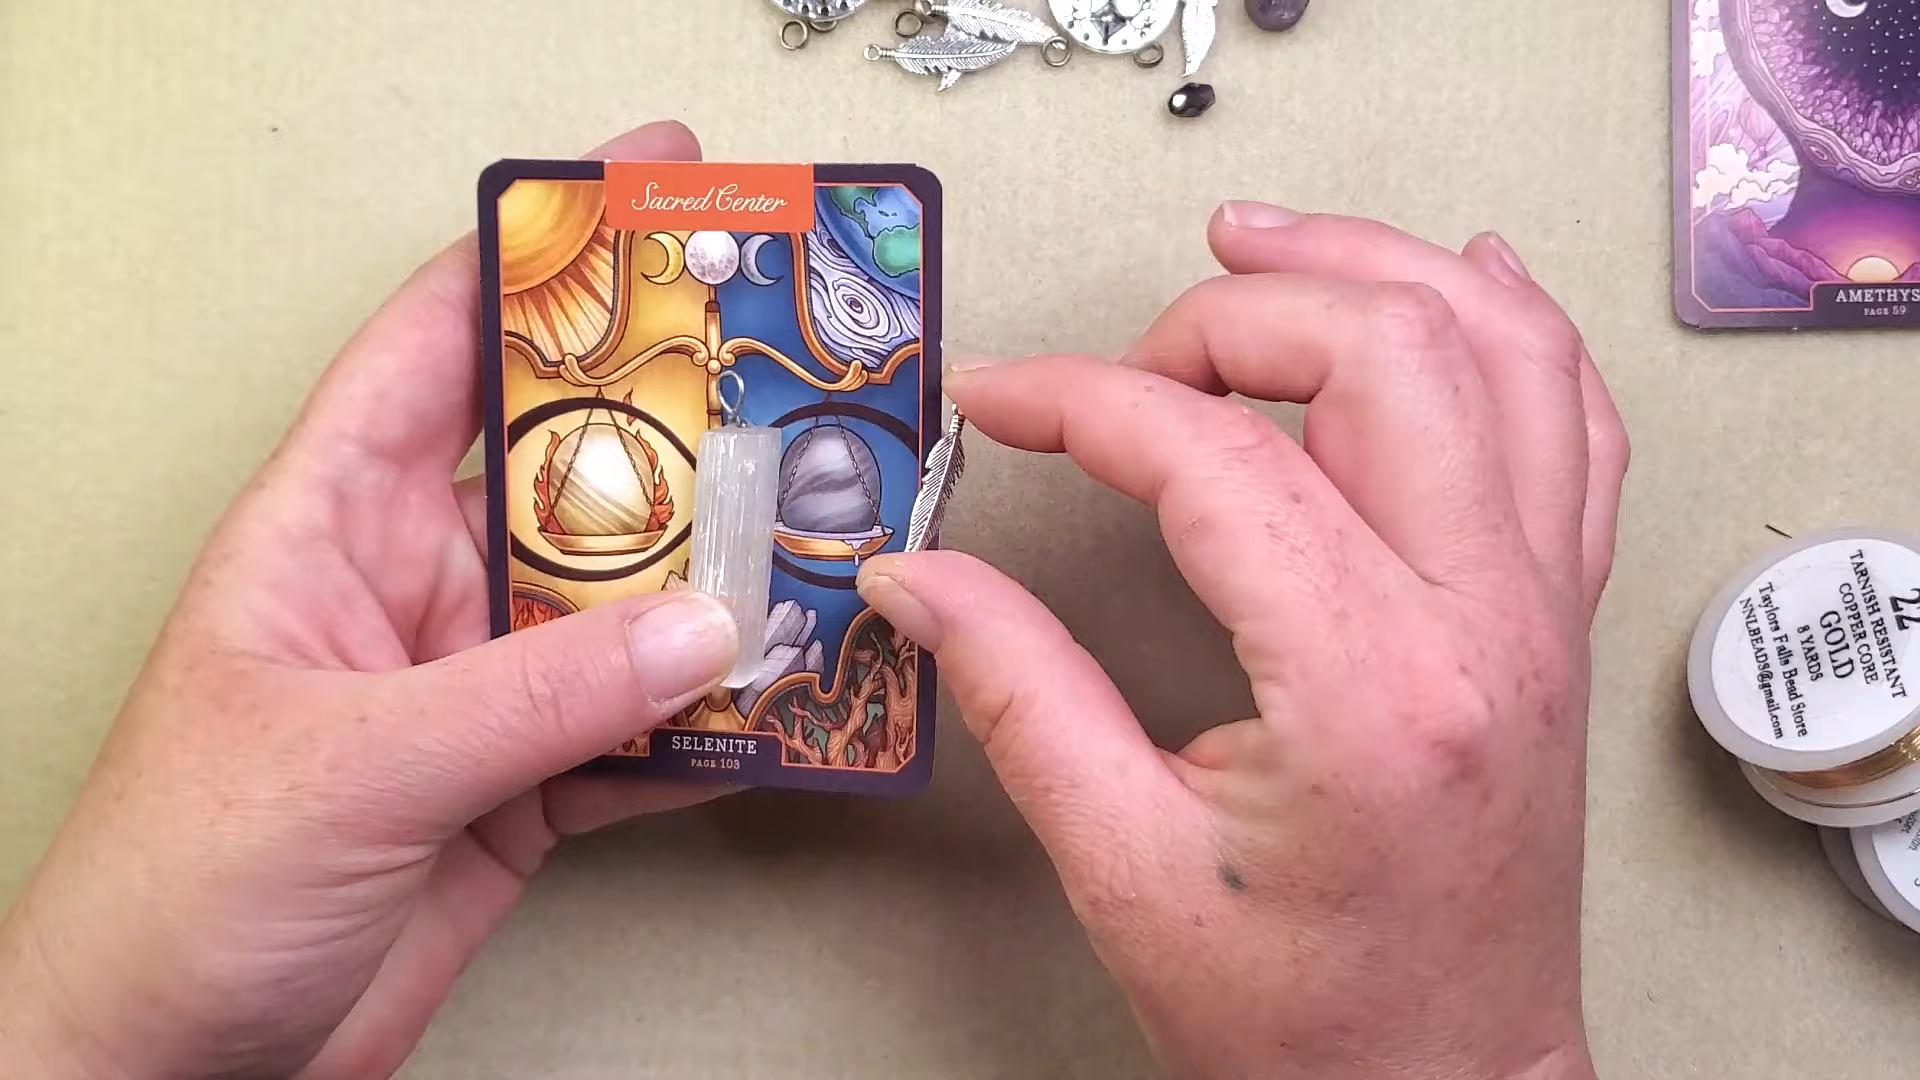 Sacred Center
SELENITE
PAGE 103
AMETHYS
PAGE 59
22
TARNISH RESISTANT
COPPER CORE
GOLD
8 YARDS
Taylors Falls Bead Store
NNLBEADS@gmail.com